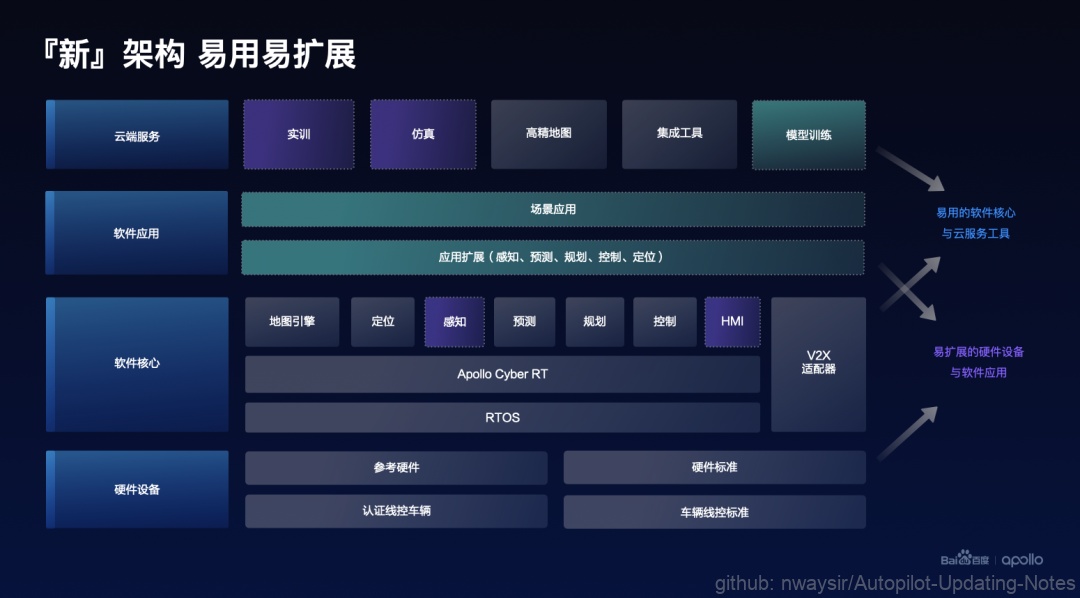 『新』架构 易用易扩展
云端服务
实训
仿真
高精地图
集成工具
模型训练
软件应用
场景应用
应用扩展（感知、预测、规划、控制、定位）
易用的软件核心
与云服务工具
软件核心
地图引擎
定位
感知
预测
规划
控制
HMI
V2X
适配器
Apollo Cyber RT
RTOS
易扩展的硬件设备
与软件应用
硬件设备
参考硬件
硬件标准
认证线控车辆
车辆线控标准
Bai百度 | apollo
github: nwaysir/Autopilot-Updating-Notes